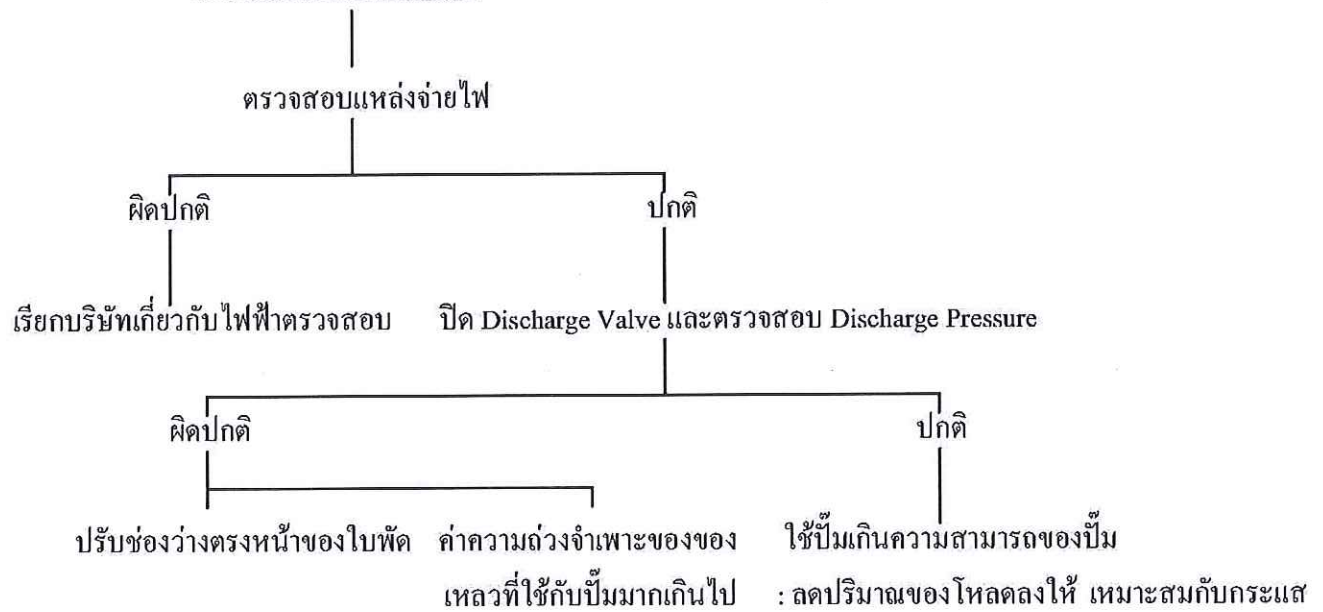 ตรวจสอบแหล่งจ่ายไฟ
ผิดปกติ
ปกติ
เรียกบริษัทเกี่ยวกับไฟฟ้าตรวจสอบ
ปิด Discharge Valve และตรวจสอบ Discharge Pressure
ผิดปกติ
ปกติ
ปรับช่องว่างตรงหน้าของใบพัด
ค่าความถ่วงจำเพาะของของ
เหลวที่ใช้กับปั๊มมากเกินไป
ใช้ปั๊มเกินความสามารถของปั๊ม
: ลดปริมาณของโหลดลงให้ เหมาะสมกับกระแส